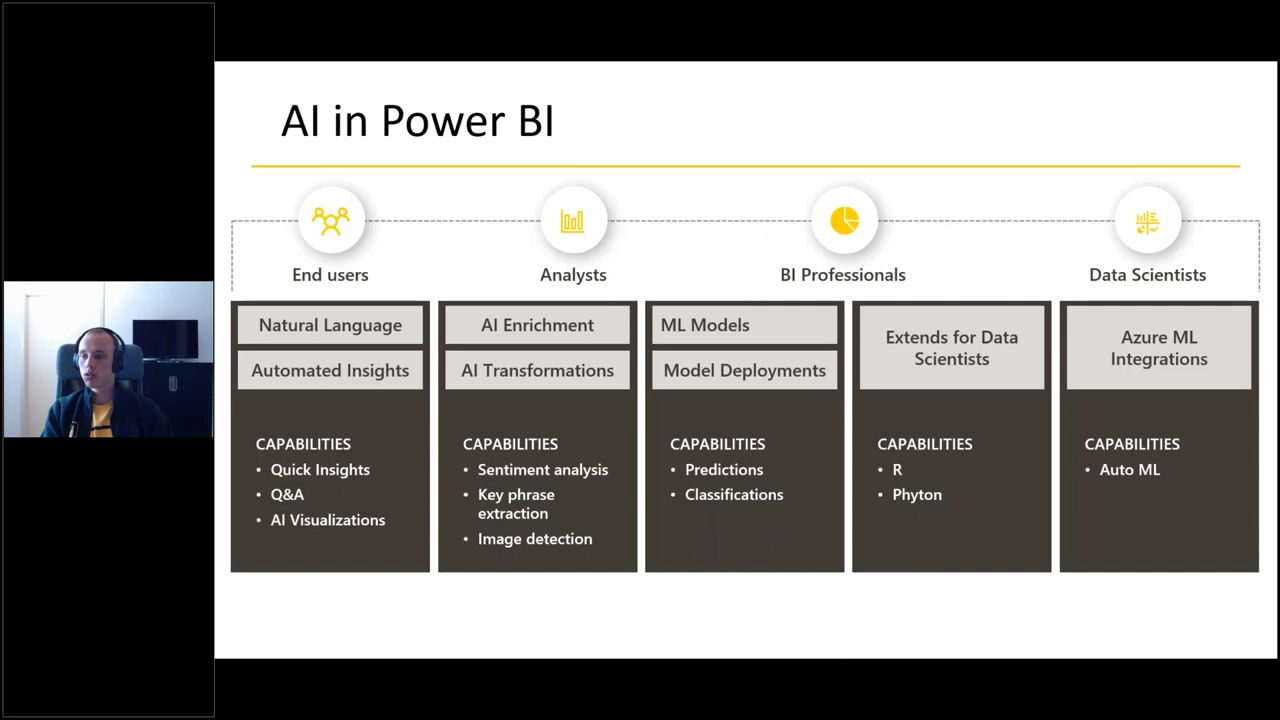 AI in Power BI
End users
Analysts
BI Professionals
Data Scientists
Natural Language
Automated Insights
CAPABILITIES
• Quick Insights
• Q&A
• AI Visualizations
AI Enrichment
AI Transformations
CAPABILITIES
• Sentiment analysis
• Key phrase
extraction
• Image detection
ML Models
Model Deployments
CAPABILITIES
• Predictions
• Classifications
Extends for Data
Scientists
CAPABILITIES
• R
• Phyton
Azure ML
Integrations
CAPABILITIES
• Auto ML